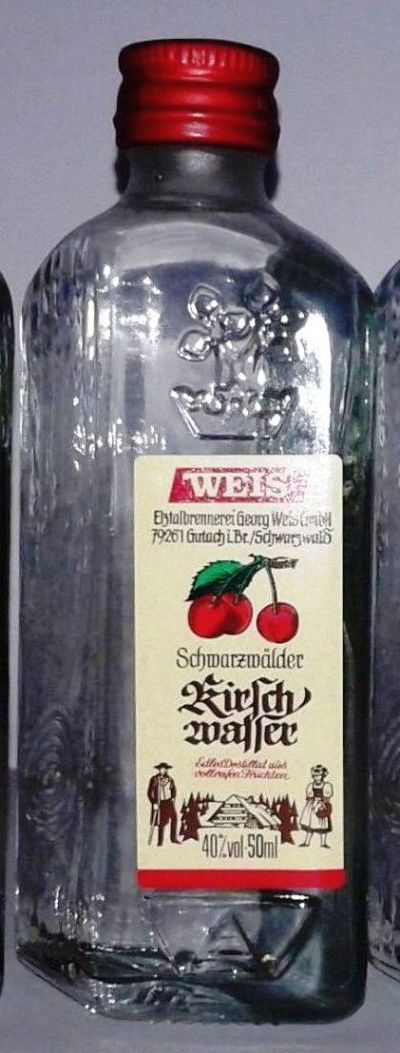 WEIS
Elztalbrennerei Georg Weis GmbH
79261 Gutach i.Br./Schwarzwald
Schwarzwälder
Kirsch
wasser
Edles Destillat aus
vollreifen Früchten
40%vol·50ml